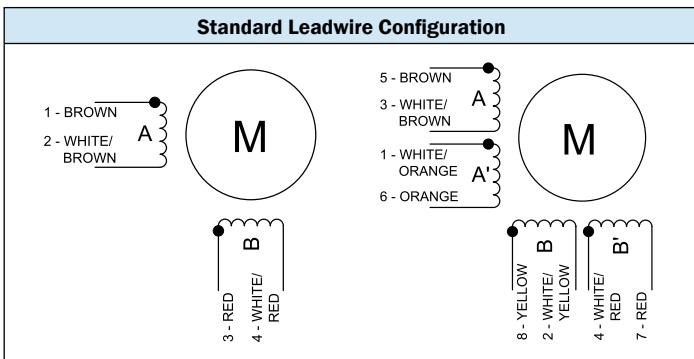 Standard Leadwire Configuration
1 - BROWN
2 - WHITE/
BROWN
A
M
B
3 - RED
4 - WHITE/
RED
5 - BROWN
3 - WHITE/
BROWN
A
1 - WHITE/
ORANGE
A'
6 - ORANGE
M
B
B'
8 - YELLOW
2 - WHITE/
YELLOW
4 - WHITE/
RED
7 - RED